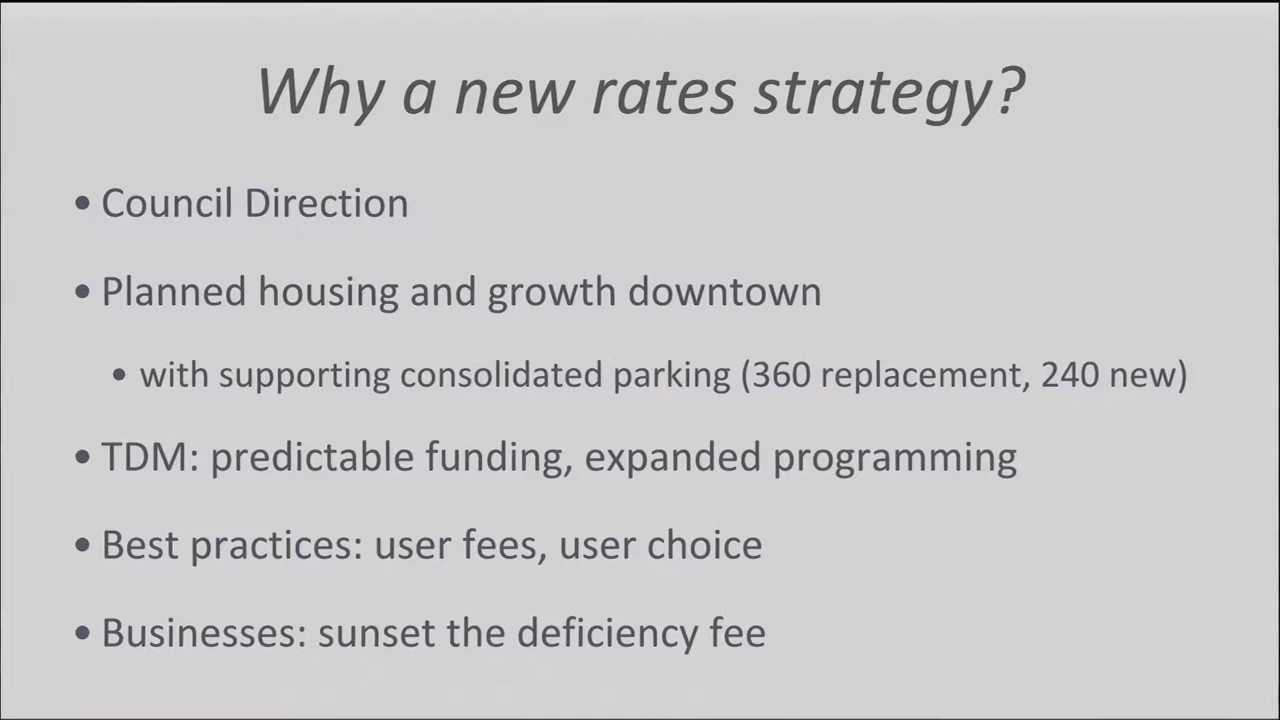 Why a new rates strategy?
• Council Direction
• Planned housing and growth downtown
• with supporting consolidated parking (360 replacement, 240 new)
• TDM: predictable funding, expanded programming
• Best practices: user fees, user choice
• Businesses: sunset the deficiency fee